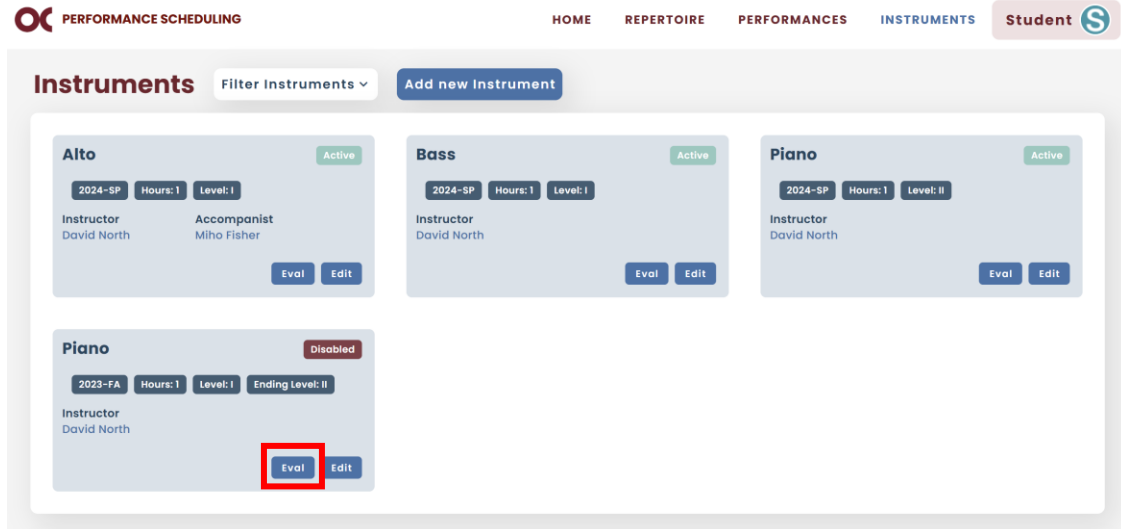 OC PERFORMANCE SCHEDULING HOME REPERTOIRE PERFORMANCES INSTRUMENTS Student S
Instruments Filter Instruments Add new Instrument
Alto Active
2024-SP Hours: 1 Level: I
Instructor Accompanist
David North Miho Fisher
Eval Edit
Bass Active
2024-SP Hours: 1 Level: I
Instructor
David North
Eval Edit
Piano Active
2024-SP Hours: 1 Level: II
Instructor
David North
Eval Edit
Piano Disabled
2023-FA Hours: 1 Level: I Ending Level: II
Instructor
David North
Eval Edit